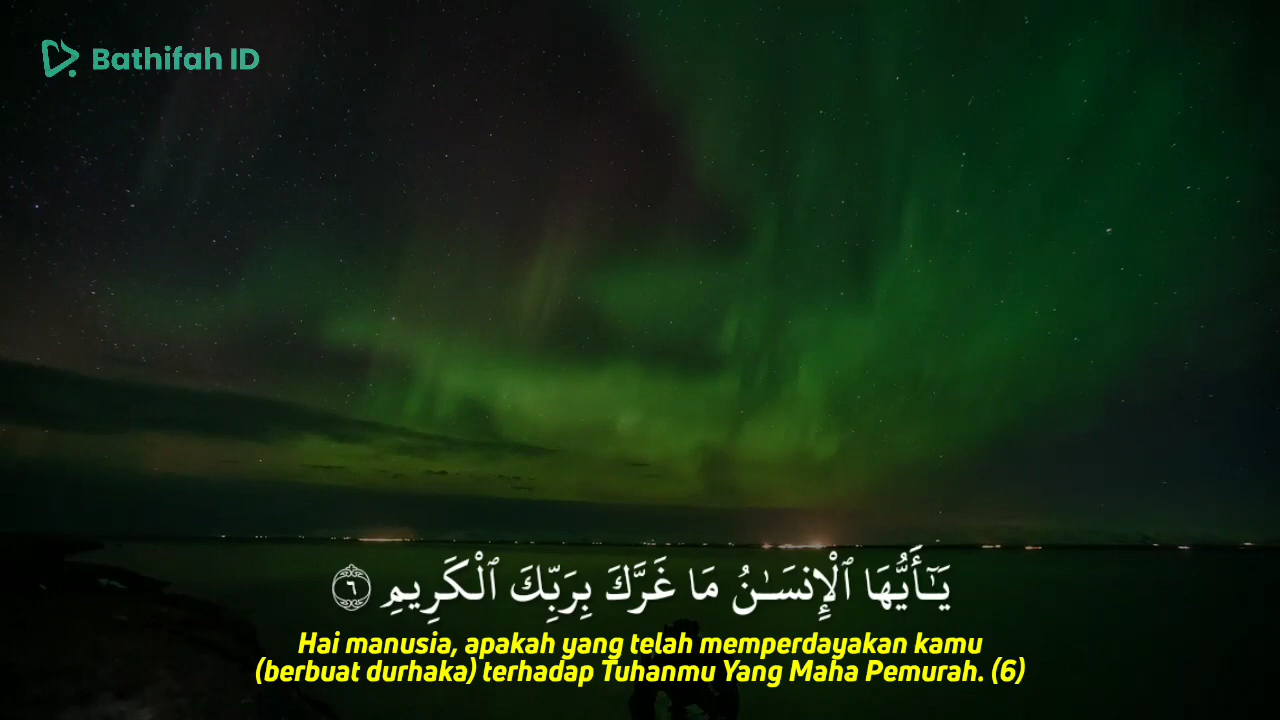 Bathifah ID
يَـٰٓأَيُّهَا ٱلْإِنسَـٰنُ مَا غَرَّكَ بِرَبِّكَ ٱلْكَرِيمِ ٦
Hai manusia, apakah yang telah memperdayakan kamu
(berbuat durhaka) terhadap Tuhanmu Yang Maha Pemurah. (6)